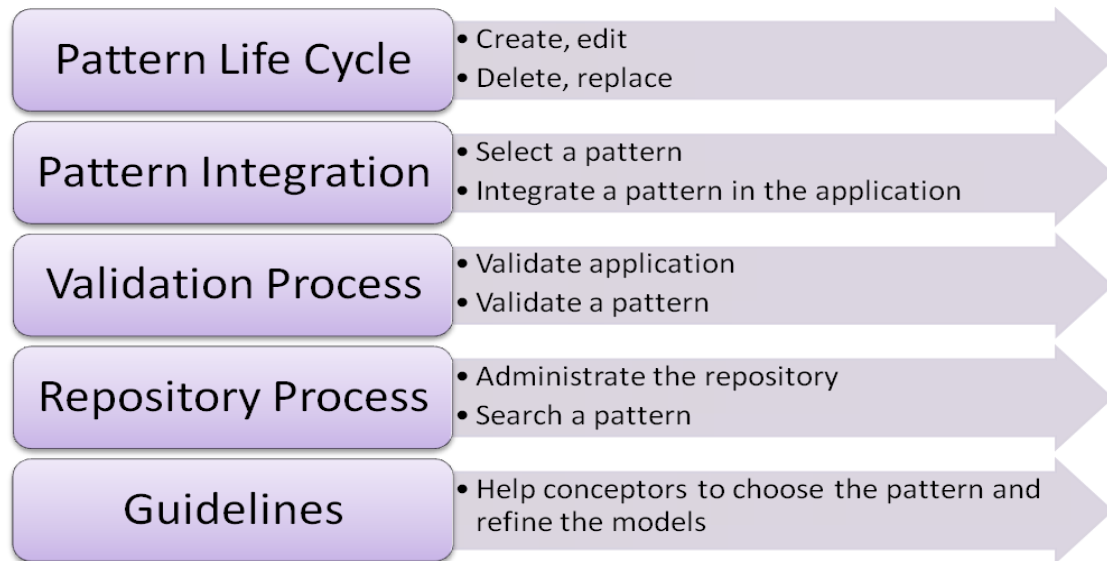 Pattern Life Cycle
• Create, edit
• Delete, replace
Pattern Integration
• Select a pattern
• Integrate a pattern in the application
Validation Process
• Validate application
• Validate a pattern
Repository Process
• Administrate the repository
• Search a pattern
Guidelines
• Help conceptors to choose the pattern and
refine the models